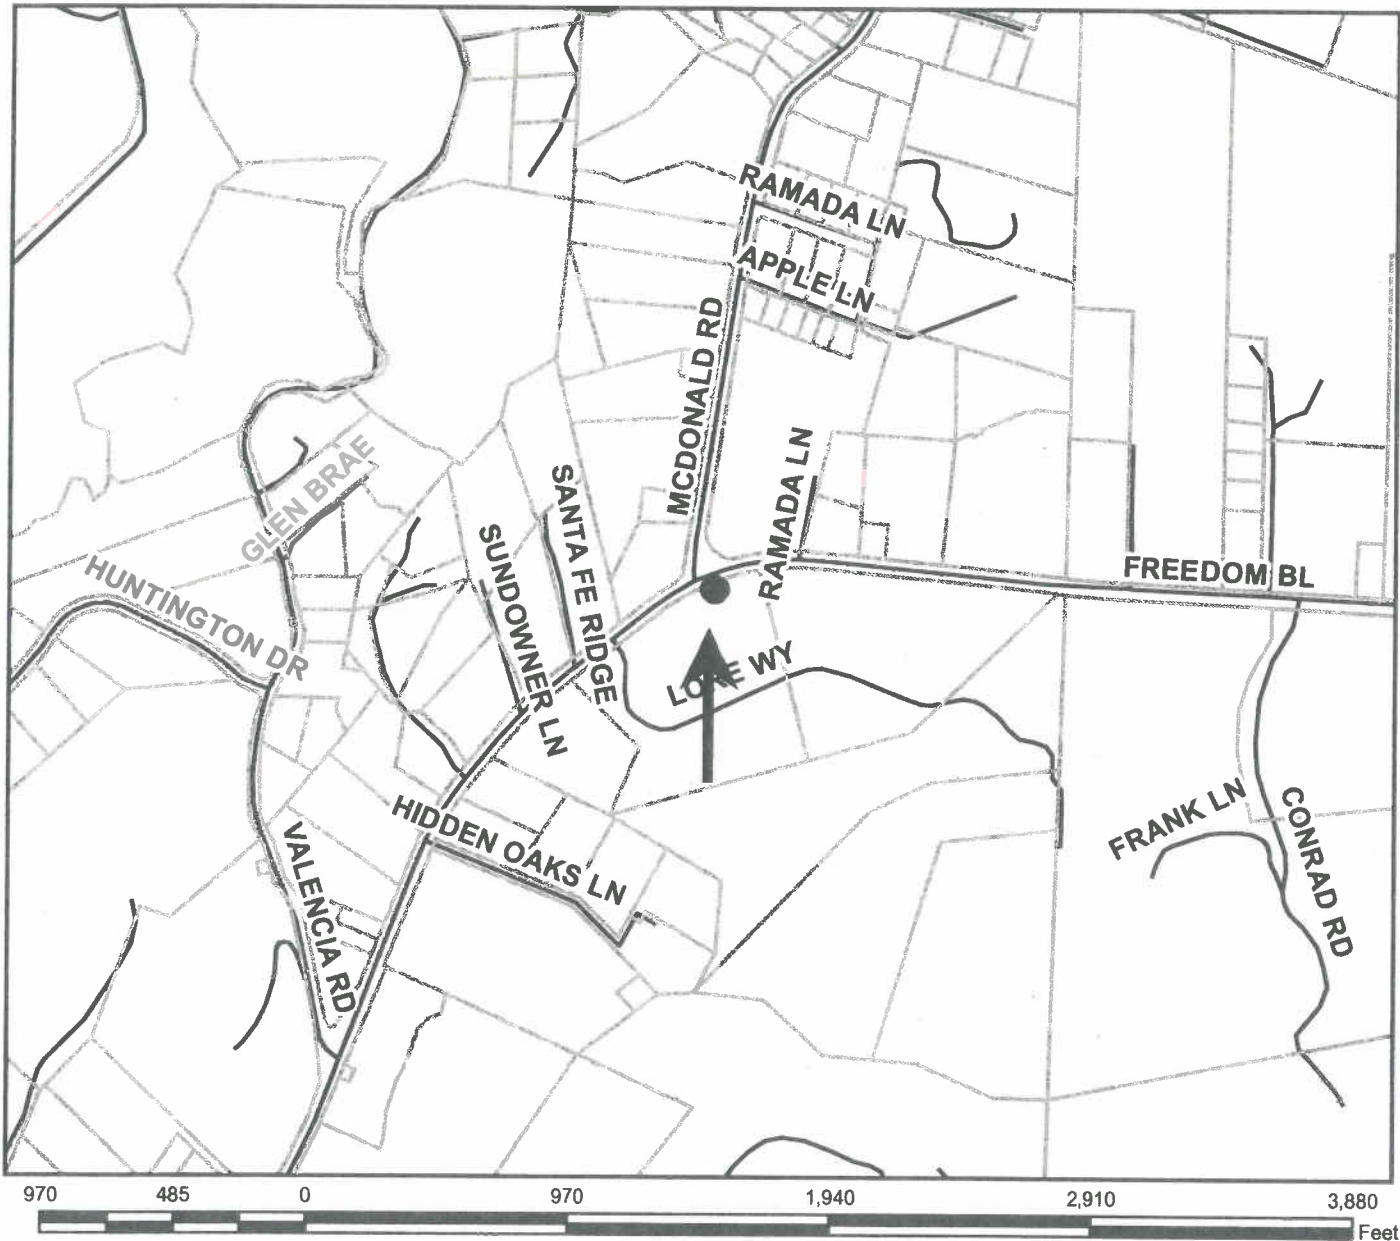 RAMADA LN
APPLE LN
MCDONALD RD
RAMADA LN
SANTA FE RIDGE
SUNDOWNER LN
GLEN BRAE
HUNTINGTON DR
FREEDOM BL
WY
HIDDEN OAKS LN
VALENCIA RD
FRANK LN
CONRAD RD
970 485 0 970 1,940 2,910 3,880
Feet